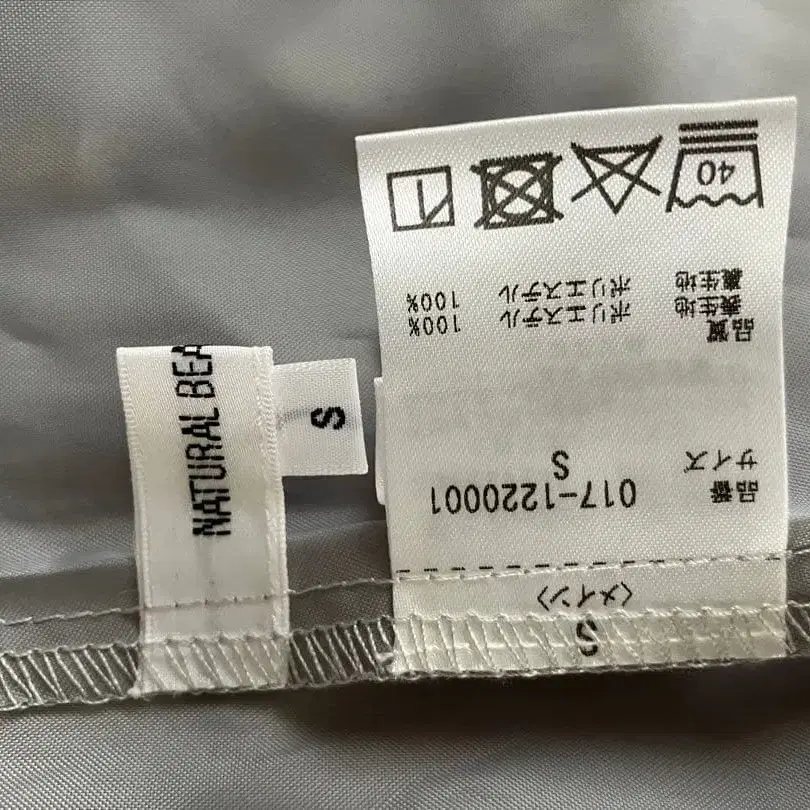 NATURAL BEA
S
S
〈メイン〉
品番 017-1220001
サイズ S
品質
表生地 ポリエステル 100%
裏生地 ポリエステル 100%
40